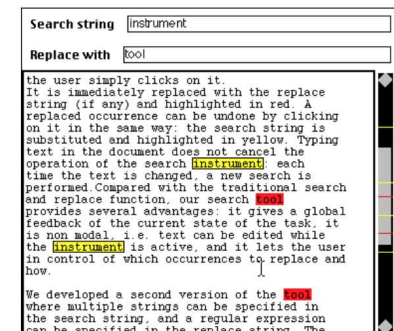 Search string instrument
Replace with tool
the user simply clicks on it.
It is immediately replaced with the replace
string (if any) and highlighted in red. A
replaced occurrence can be undone by clicking
on it in the same way: the search string is
substituted and highlighted in yellow. Typing
text in the document does not cancel the
operation of the search instrument: each
time the text is changed, a new search is
performed.Compared with the traditional search
and replace function, our search tool
provides several advantages: it gives a global
feedback of the current state of the task, it
is non modal, i.e. text can be edited while
the instrument is active, and it lets the user
in control of which occurrences to replace and
how.
We developed a second version of the tool
where multiple strings can be specified in
the search string, and a regular expression
can be specified in the replace string. The